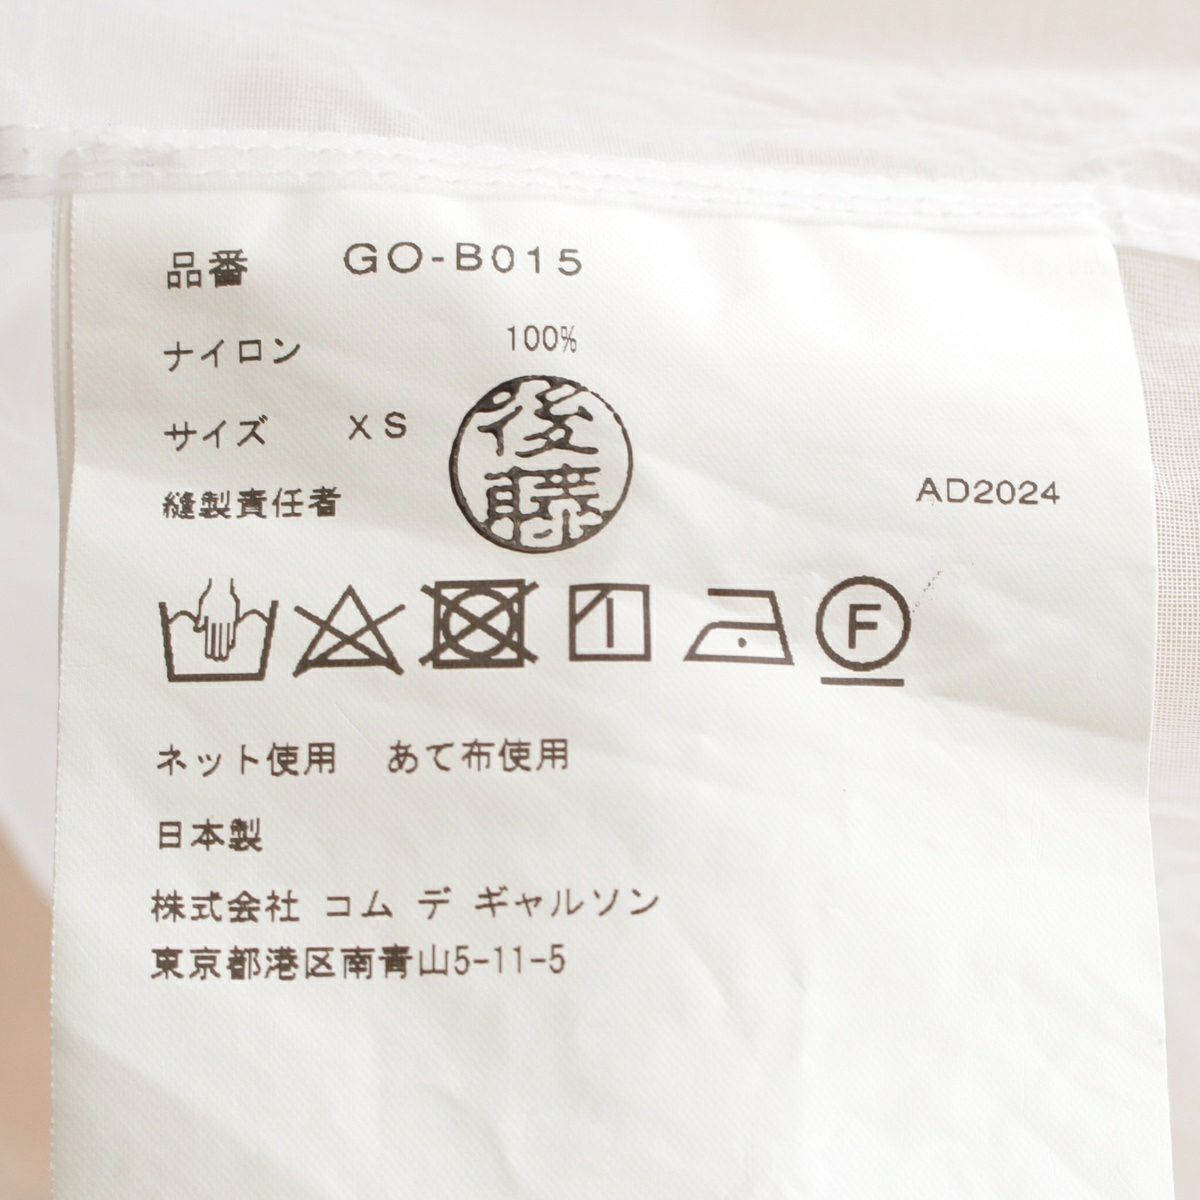 品番 GO-B015
ナイロン 100%
サイズ XS
縫製責任者 後藤
AD2024
F
ネット使用 あて布使用
日本製
株式会社 コム デ ギャルソン
東京都港区南青山5-11-5